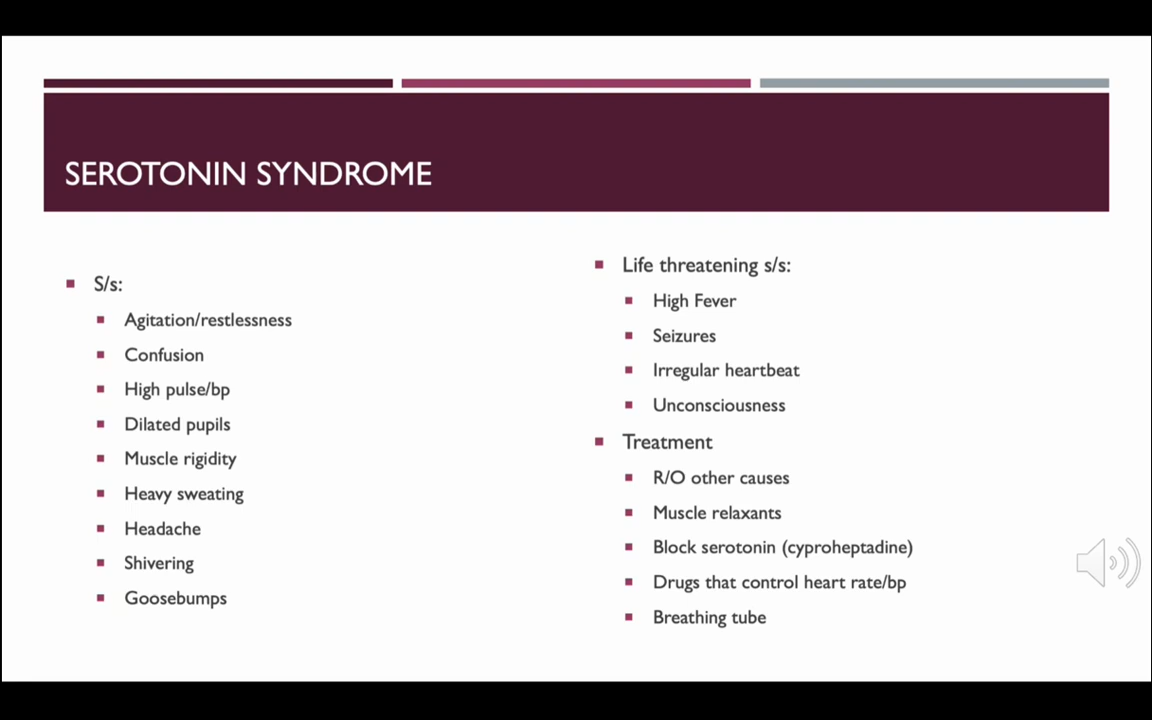 SEROTONIN SYNDROME
S/s:
Agitation/restlessness
Confusion
High pulse/bp
Dilated pupils
Muscle rigidity
Heavy sweating
Headache
Shivering
Goosebumps
Life threatening s/s:
High Fever
Seizures
Irregular heartbeat
Unconsciousness
Treatment
R/O other causes
Muscle relaxants
Block serotonin (cyproheptadine)
Drugs that control heart rate/bp
Breathing tube